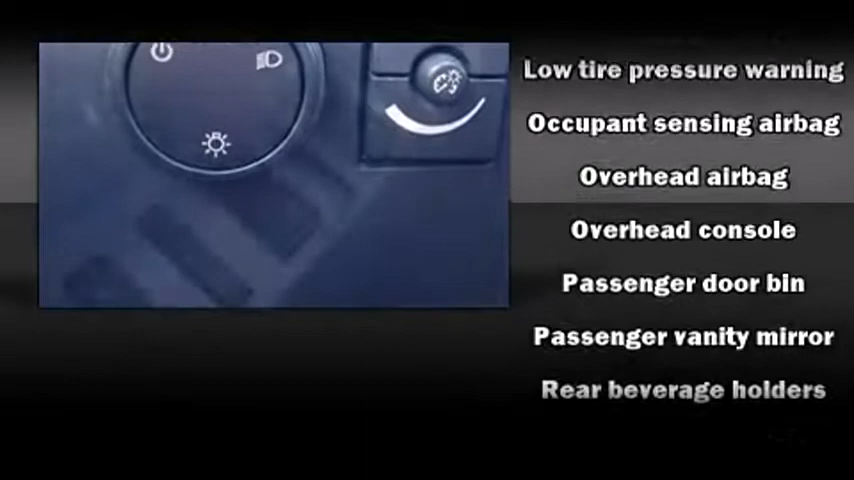 Low tire pressure warning
Occupant sensing airbag
Overhead airbag
Overhead console
Passenger door bin
Passenger vanity mirror
Rear beverage holders